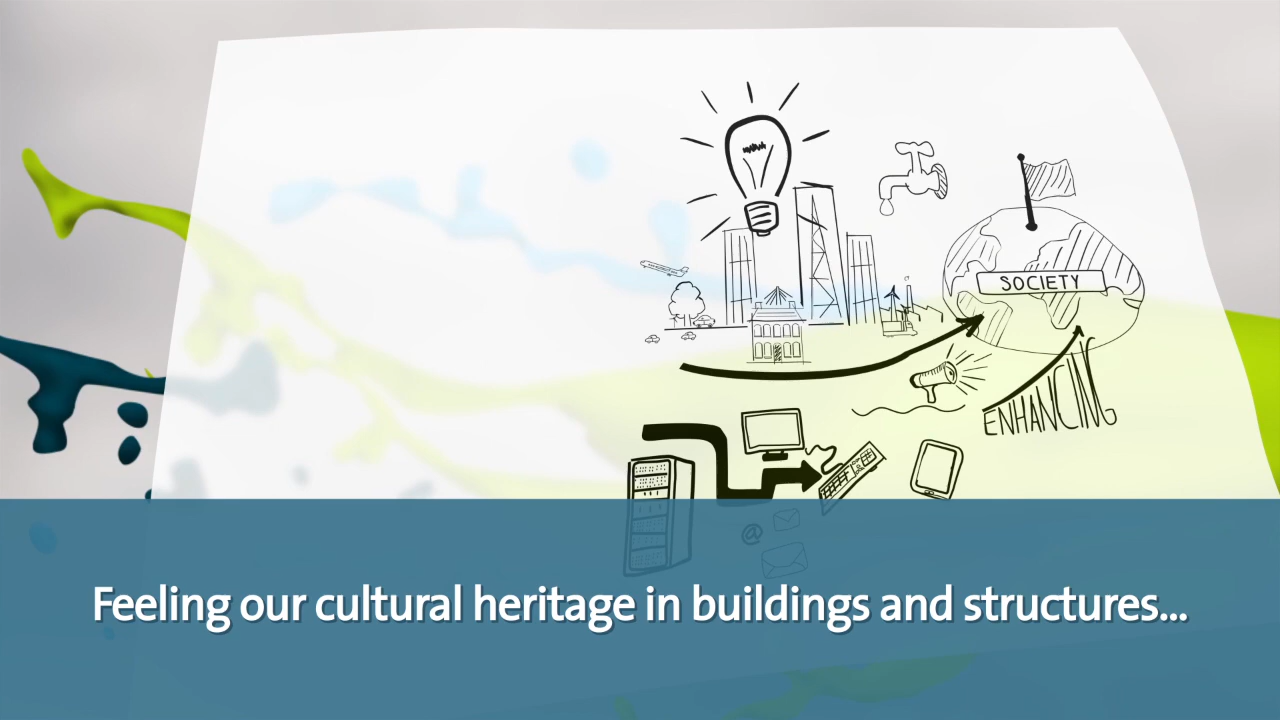 SOCIETY
ENHANCING
@
Feeling our cultural heritage in buildings and structures...